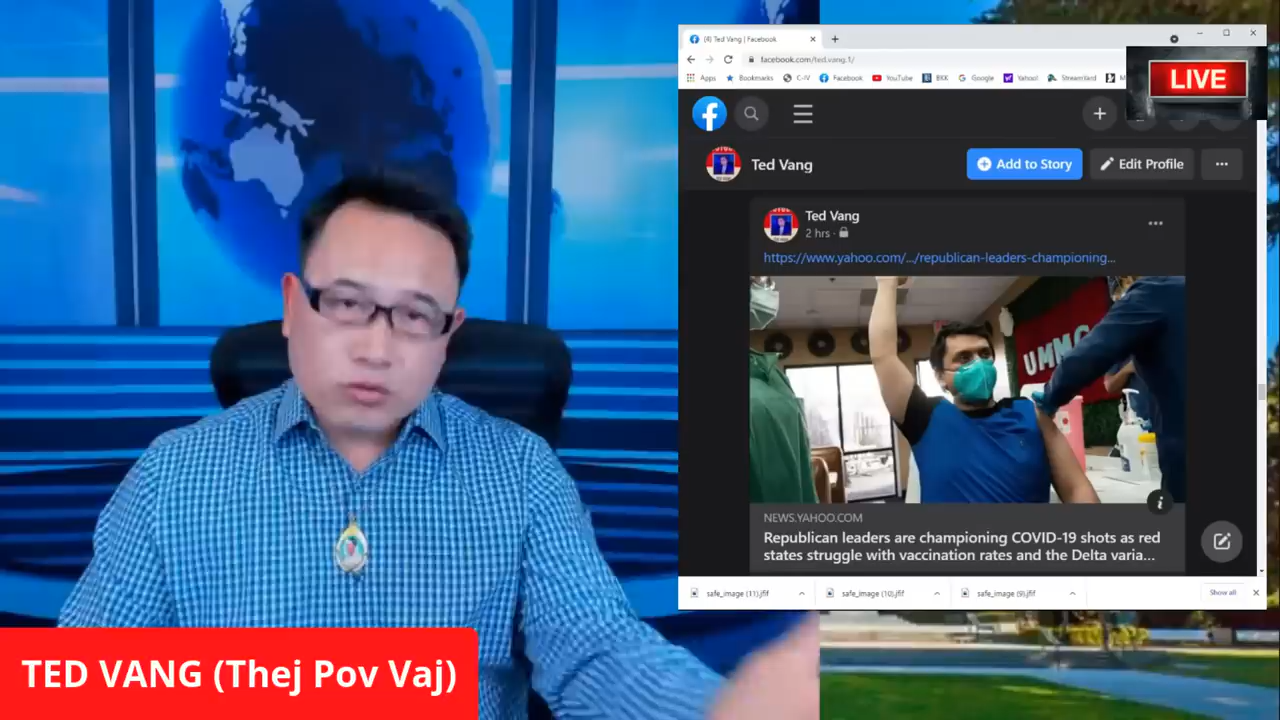 (4) Ted Vang | Facebook
facebook.com/ted.vang.1/
Apps Bookmarks C-IV Facebook YouTube BKK Google Yahoo! Streamlard M
LIVE
Ted Vang
Add to Story
Edit Profile
Ted Vang
2 hrs
https://www.yahoo.com/.../republican-leaders-championing...
UMMC
NEWS.YAHOO.COM
Republican leaders are championing COVID-19 shots as red
states struggle with vaccination rates and the Delta varia...
safe_image (11).jfif
safe_image (10).jfif
safe_image (9).jfif
Show all
TED VANG (Thej Pov Vaj)